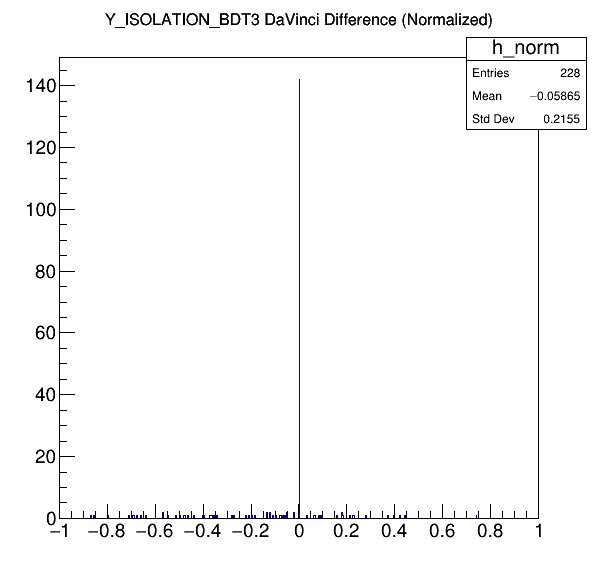 Y_ISOLATION_BDT3 DaVinci Difference (Normalized)
h_norm
Entries 228
Mean −0.05865
Std Dev 0.2155
140
120
100
80
60
40
20
0
−1 −0.8 −0.6 −0.4 −0.2 0 0.2 0.4 0.6 0.8 1